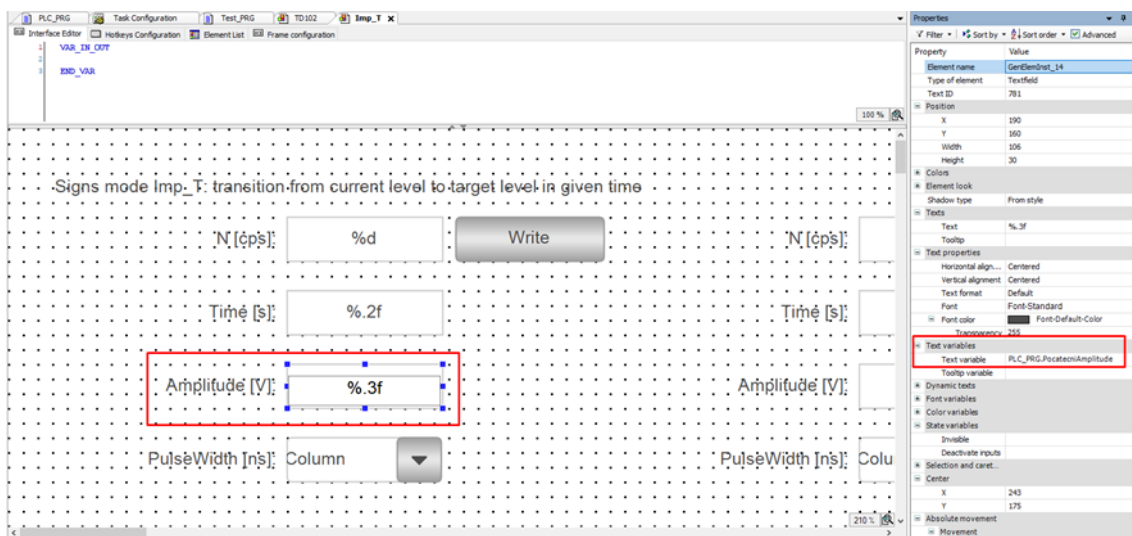 PLC_PRG Task Configuration Test_PRG TD102 Imp_T X
Interface Editor Hotkeys Configuration Element List Frame configuration
1 VAR_IN_OUT
2
3 END_VAR
100 %
Signs mode Imp_T: transition from current level to target level in given time
N [cps]: %d Write N [cps]:
Time [s]: %.2f Time [s]:
Amplitude [V]: %.3f Amplitude [V]:
PulseWidth [ns]: Column PulseWidth [ns]: Colu
210 %
Properties
Filter Sort by Sort order Advanced
Property Value
Element name GenElemInst_14
Type of element Textfield
Text ID 781
Position
X 190
Y 160
Width 106
Height 30
Colors
Element look
Shadow type From style
Texts
Text %.3f
Tooltip
Text properties
Horizontal align... Centered
Vertical alignment Centered
Text format Default
Font Font-Standard
Font color Font-Default-Color
Transparency 255
Text variables
Text variable PLC_PRG.PocatecniAmplitude
Tooltip variable
Dynamic texts
Font variables
Color variables
State variables
Invisible
Deactivate inputs
Selection and caret...
Center
X 243
Y 175
Absolute movement
Movement